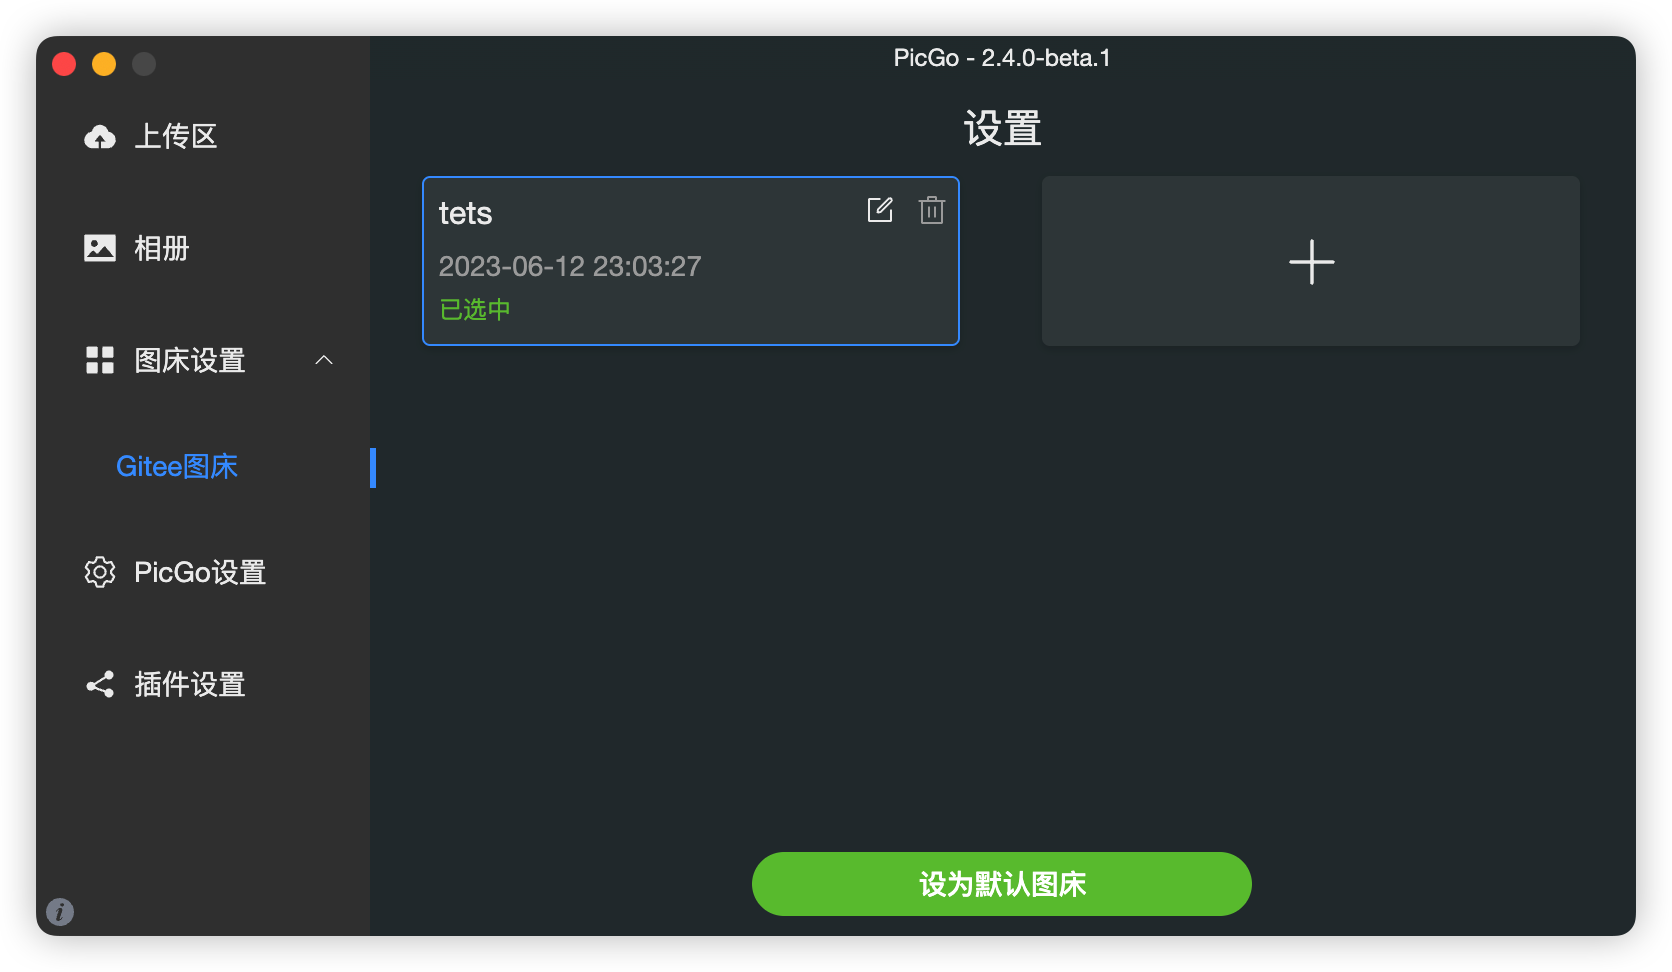 PicGo - 2.4.0-beta.1
上传区
相册
图床设置
Gitee图床
PicGo设置
插件设置
设置
tets
2023-06-12 23:03:27
已选中
设为默认图床